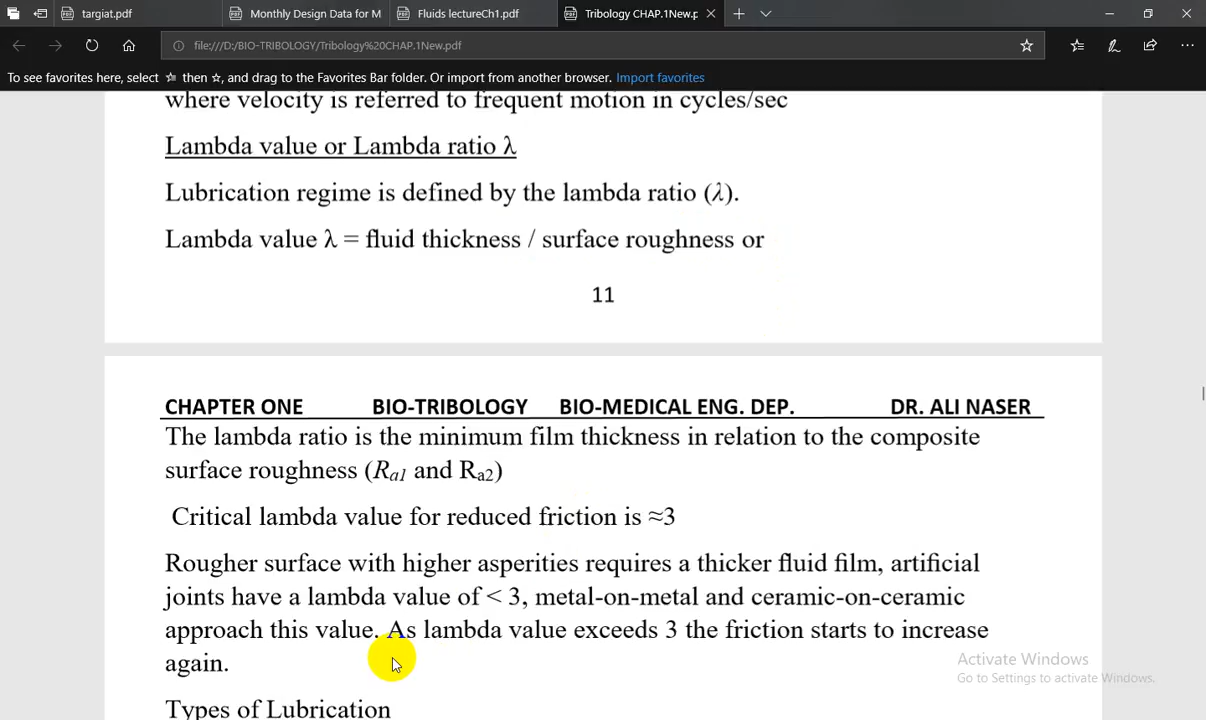 targiat.pdf
Monthly Design Data for M
Fluids lectureCh1.pdf
Tribology CHAP.1New.p
file:///D:/BIO-TRIBOLOGY/Tribology%20CHAP.1New.pdf
To see favorites here, select then, and drag to the Favorites Bar folder. Or import from another browser. Import favorites
where velocity is referred to frequent motion in cycles/sec
Lambda value or Lambda ratio λ
Lubrication regime is defined by the lambda ratio (λ).
Lambda value λ = fluid thickness / surface roughness or
11
CHAPTER ONE BIO-TRIBOLOGY BIO-MEDICAL ENG. DEP. DR. ALI NASER
The lambda ratio is the minimum film thickness in relation to the composite
surface roughness (Ra1 and Ra2)
Critical lambda value for reduced friction is ≈3
Rougher surface with higher asperities requires a thicker fluid film, artificial
joints have a lambda value of < 3, metal-on-metal and ceramic-on-ceramic
approach this value. As lambda value exceeds 3 the friction starts to increase
again.
Activate Windows
Go to Settings to activate Windows.
Types of Lubrication